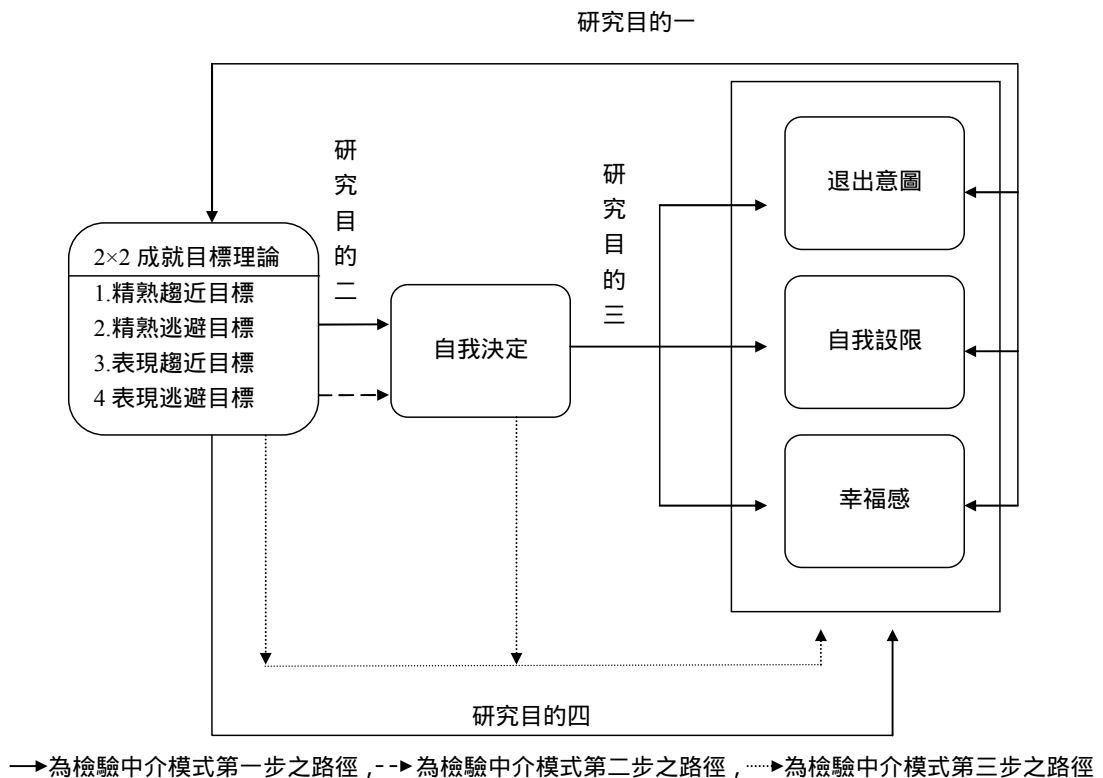 研究目的一
研究目的二
研究目的三
2×2 成就目標理論
1.精熟趨近目標
2.精熟逃避目標
3.表現趨近目標
4 表現逃避目標
自我決定
退出意圖
自我設限
幸福感
研究目的四
為檢驗中介模式第一步之路徑 , 為檢驗中介模式第二步之路徑 , 為檢驗中介模式第三步之路徑